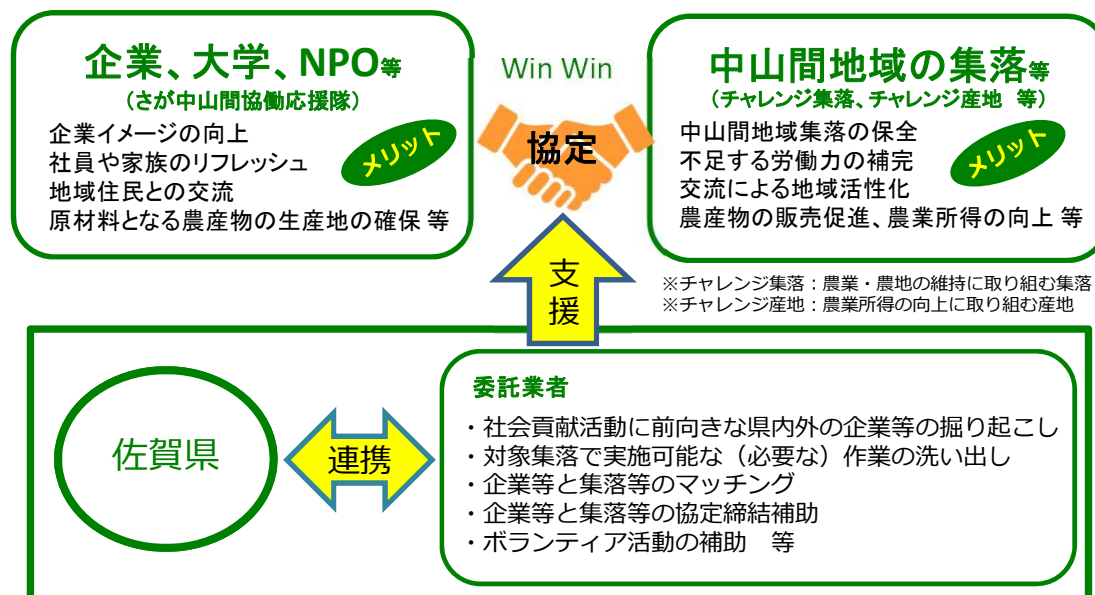 企業、大学、NPO等
(さが中山間協働応援隊)
企業イメージの向上
社員や家族のリフレッシュ
地域住民との交流
原材料となる農産物の生産地の確保 等
メリット
Win Win
協定
中山間地域の集落等
(チャレンジ集落、チャレンジ産地 等)
中山間地域集落の保全
不足する労働力の補完
交流による地域活性化
農産物の販売促進、農業所得の向上 等
メリット
※チャレンジ集落：農業・農地の維持に取り組む集落
※チャレンジ産地：農業所得の向上に取り組む産地
支援
佐賀県
連携
委託業者
・社会貢献活動に前向きな県内外の企業等の掘り起こし
・対象集落で実施可能な（必要な）作業の洗い出し
・企業等と集落等のマッチング
・企業等と集落等の協定締結補助
・ボランティア活動の補助　等